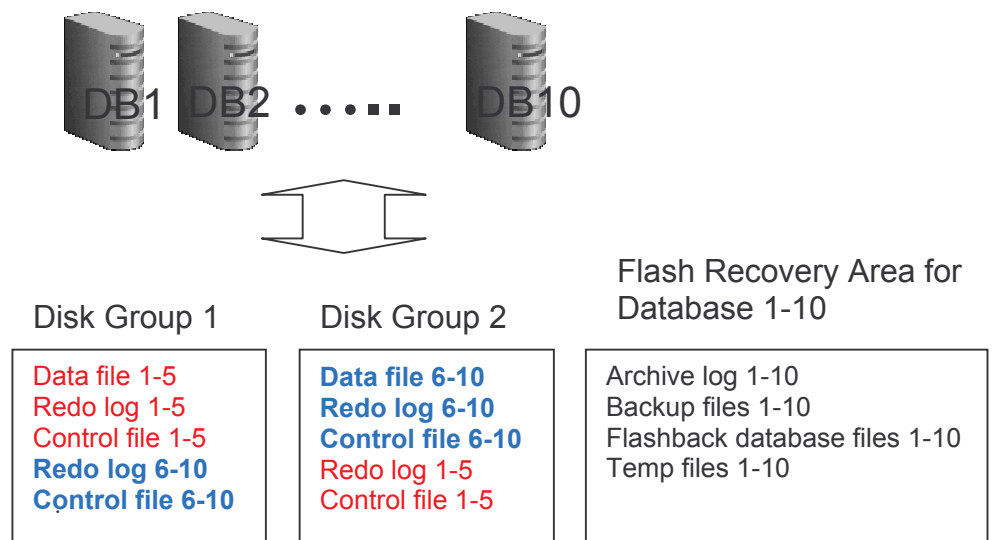 DB1 DB2 DB10
Flash Recovery Area for
Database 1-10
Disk Group 1
Disk Group 2
Data file 1-5
Redo log 1-5
Control file 1-5
Redo log 6-10
Control file 6-10
Data file 6-10
Redo log 6-10
Control file 6-10
Redo log 1-5
Control file 1-5
Archive log 1-10
Backup files 1-10
Flashback database files 1-10
Temp files 1-10